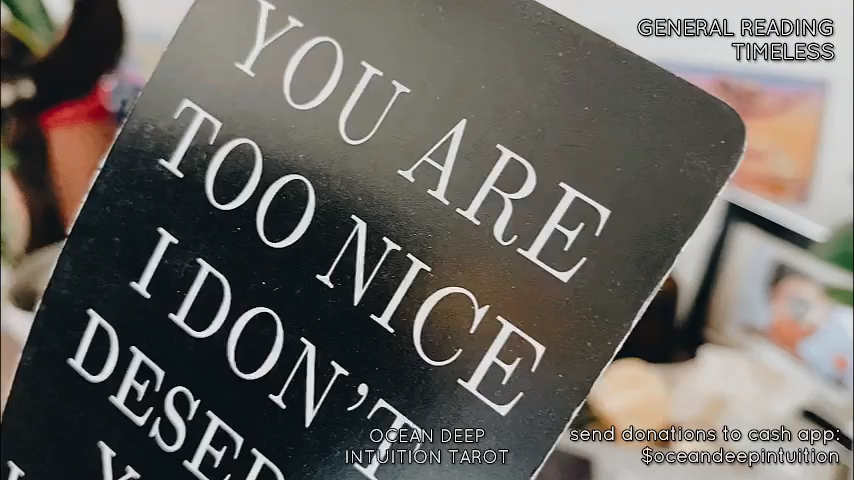 GENERAL READING
TIMELESS
YOU ARE
TOO NICE
I DON'T
OCEAN DEEP
INTUITION TAROT
send donations to cash app:
$oceandeepintuition